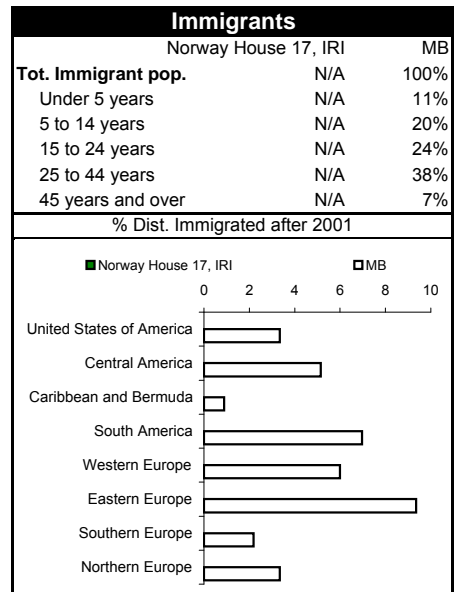 Immigrants
Norway House 17, IRI MB
Tot. Immigrant pop. N/A 100%
Under 5 years N/A 11%
5 to 14 years N/A 20%
15 to 24 years N/A 24%
25 to 44 years N/A 38%
45 years and over N/A 7%
% Dist. Immigrated after 2001
Norway House 17, IRI MB
0 2 4 6 8 10
United States of America
Central America
Caribbean and Bermuda
South America
Western Europe
Eastern Europe
Southern Europe
Northern Europe